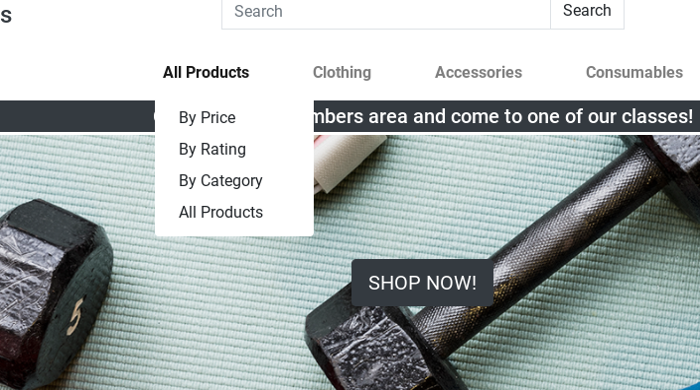 s
Search Search
All Products Clothing Accessories Consumables
area and come to one of our classes!
By Price
By Rating
By Category
All Products
SHOP NOW!
5